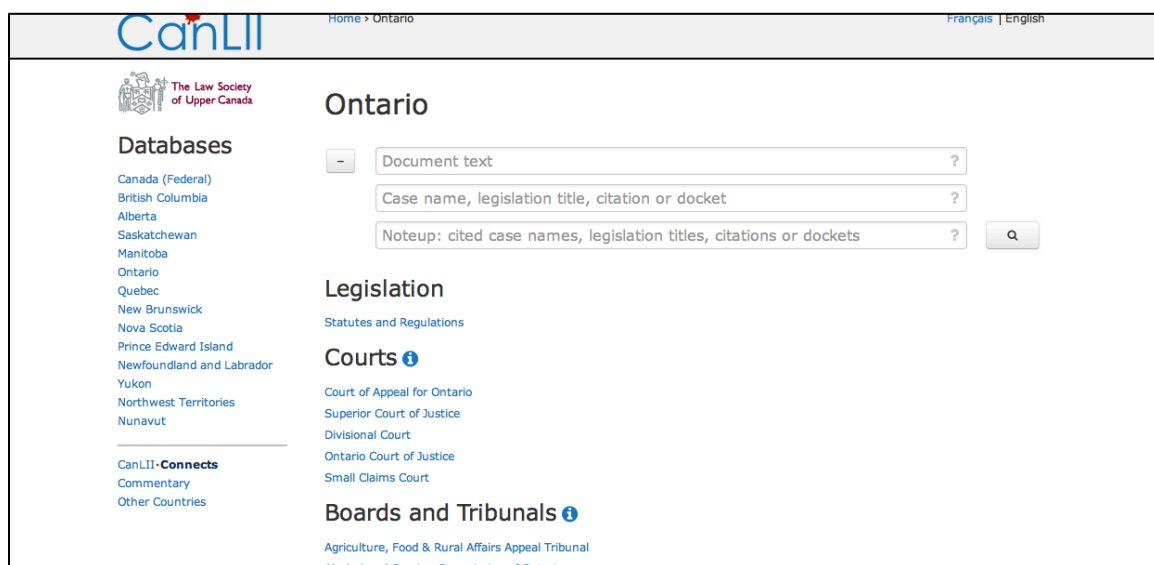 CanLII
Home › Ontario
Français | English
The Law Society
of Upper Canada
Databases
Canada (Federal)
British Columbia
Alberta
Saskatchewan
Manitoba
Ontario
Quebec
New Brunswick
Nova Scotia
Prince Edward Island
Newfoundland and Labrador
Yukon
Northwest Territories
Nunavut
CanLII·Connects
Commentary
Other Countries
Ontario
–
Document text ?
Case name, legislation title, citation or docket ?
Noteup: cited case names, legislation titles, citations or dockets ?
Legislation
Statutes and Regulations
Courts i
Court of Appeal for Ontario
Superior Court of Justice
Divisional Court
Ontario Court of Justice
Small Claims Court
Boards and Tribunals i
Agriculture, Food & Rural Affairs Appeal Tribunal